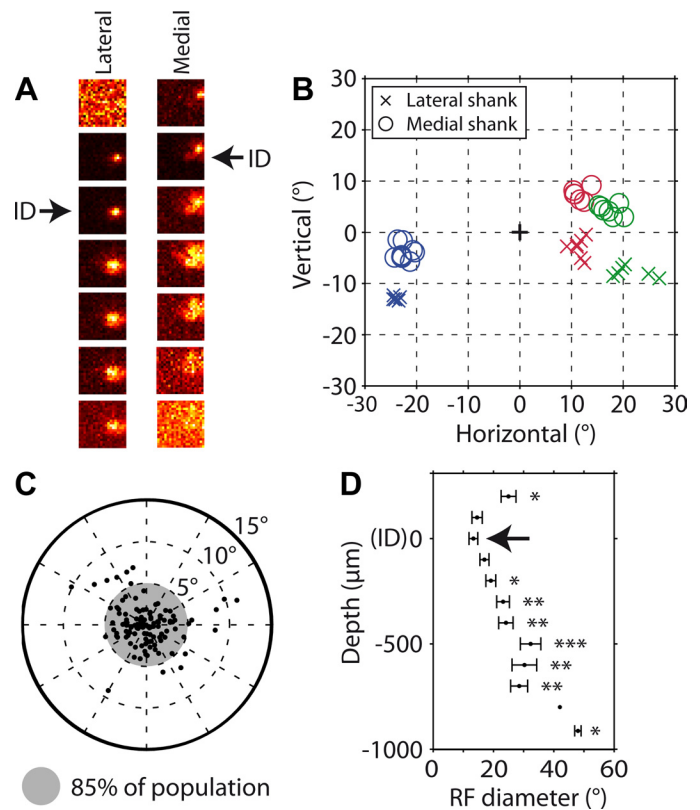 Lateral
Medial
A
ID
ID
B
× Lateral shank
○ Medial shank
30
20
10
0
-10
-20
-30
Vertical (°)
-30 -20 -10 0 10 20 30
Horizontal (°)
C
15°
10°
5°
85% of population
D
*
(ID)0
*
**
**
-500
***
**
**
*
-1000
Depth (μm)
0 20 40 60
RF diameter (°)